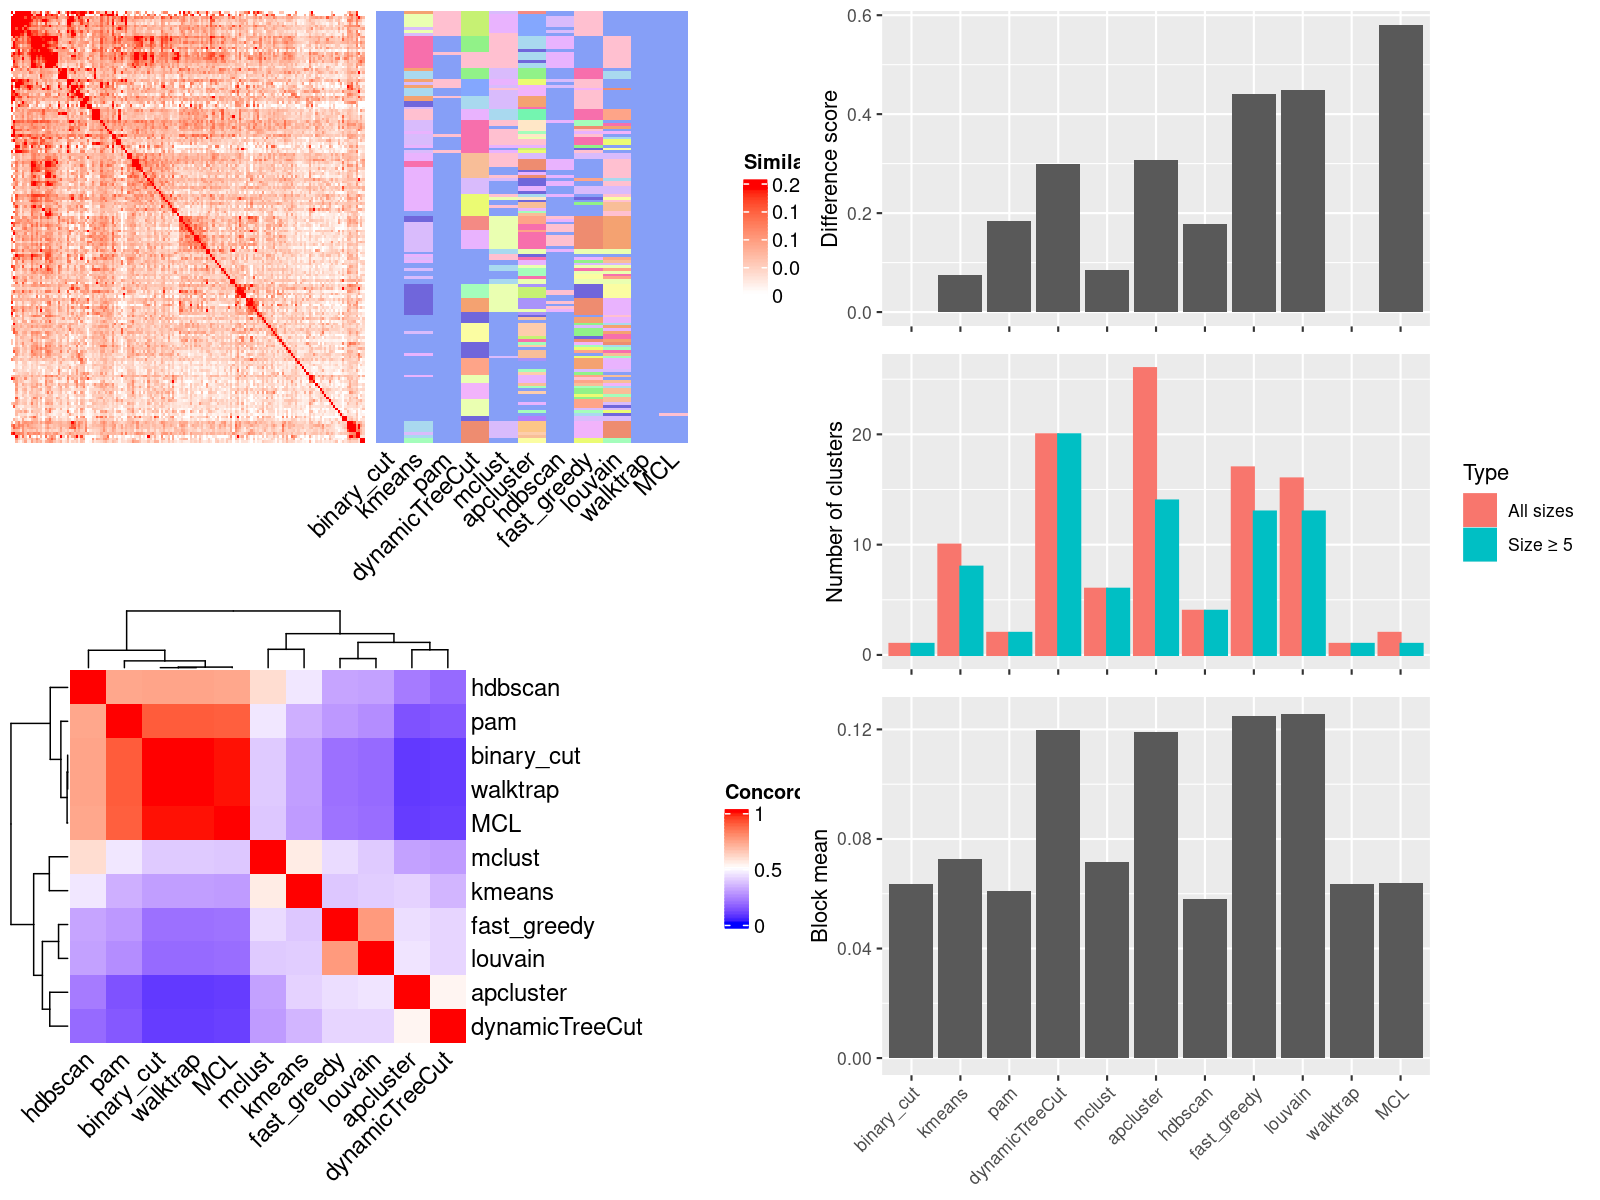 Simila
0.2
0.1
0.1
0.0
0
binary_cut
kmeans
pam
dynamicTreeCut
mclust
apcluster
hdbscan
fast_greedy
louvain
walktrap
MCL
hdbscan
pam
binary_cut
walktrap
MCL
mclust
kmeans
fast_greedy
louvain
apcluster
dynamicTreeCut
hdbscan
pam
binary_cut
walktrap
MCL
mclust
kmeans
fast_greedy
louvain
apcluster
dynamicTreeCut
Concord
1
0.5
0
Difference score
0.6
0.4
0.2
0.0
Number of clusters
20
10
0
Type
All sizes
Size ≥ 5
Block mean
0.12
0.08
0.04
0.00
binary_cut
kmeans
pam
dynamicTreeCut
mclust
apcluster
hdbscan
fast_greedy
louvain
walktrap
MCL